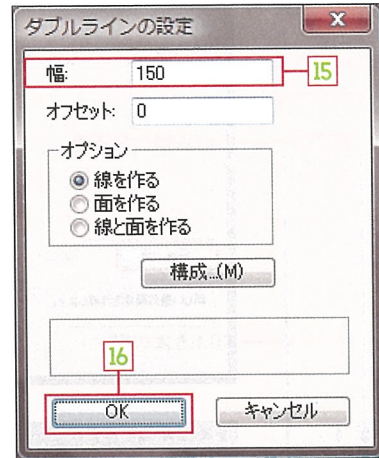 ダブルラインの設定
幅: 150
15
オフセット: 0
オプション
線を作る
面を作る
線と面を作る
構成...(M)
16
OK キャンセル